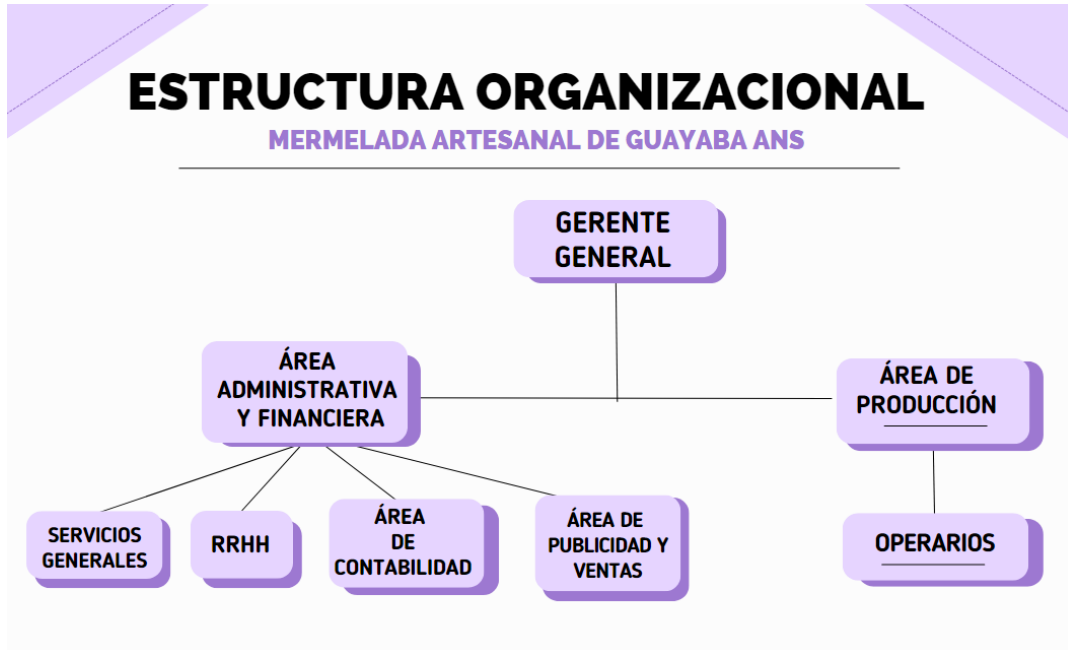 ESTRUCTURA ORGANIZACIONAL
MERMELADA ARTESANAL DE GUAYABA ANS
GERENTE
GENERAL
ÁREA
ADMINISTRATIVA
Y FINANCIERA
ÁREA DE
PRODUCCIÓN
SERVICIOS
GENERALES
RRHH
ÁREA
DE
CONTABILIDAD
ÁREA DE
PUBLICIDAD Y
VENTAS
OPERARIOS